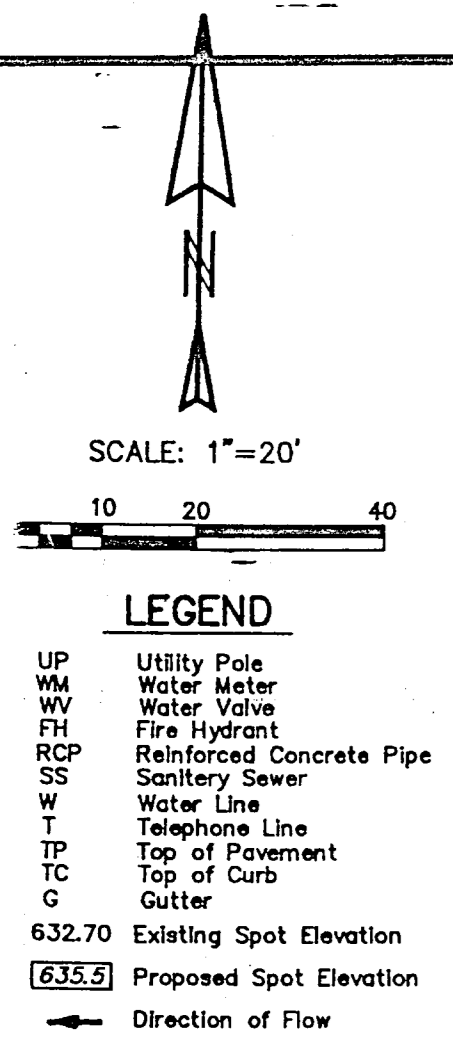 N
SCALE: 1"=20'
10 20 40
LEGEND
UP Utility Pole
WM Water Meter
WV Water Valve
FH Fire Hydrant
RCP Reinforced Concrete Pipe
SS Sanitery Sewer
W Water Line
T Telephone Line
TP Top of Pavement
TC Top of Curb
G Gutter
632.70 Existing Spot Elevation
635.5 Proposed Spot Elevation
Direction of Flow